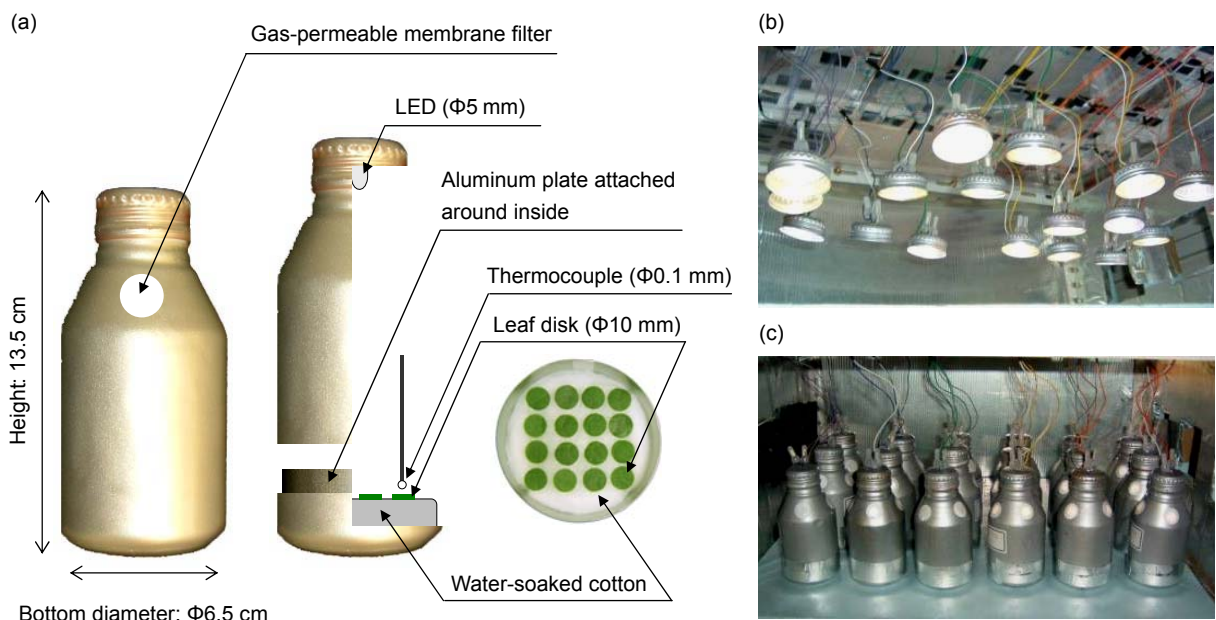 (a)
Gas-permeable membrane filter
LED (Φ5 mm)
Aluminum plate attached
around inside
Thermocouple (Φ0.1 mm)
Leaf disk (Φ10 mm)
Height: 13.5 cm
Water-soaked cotton
Bottom diameter: Φ6.5 cm
(b)
(c)